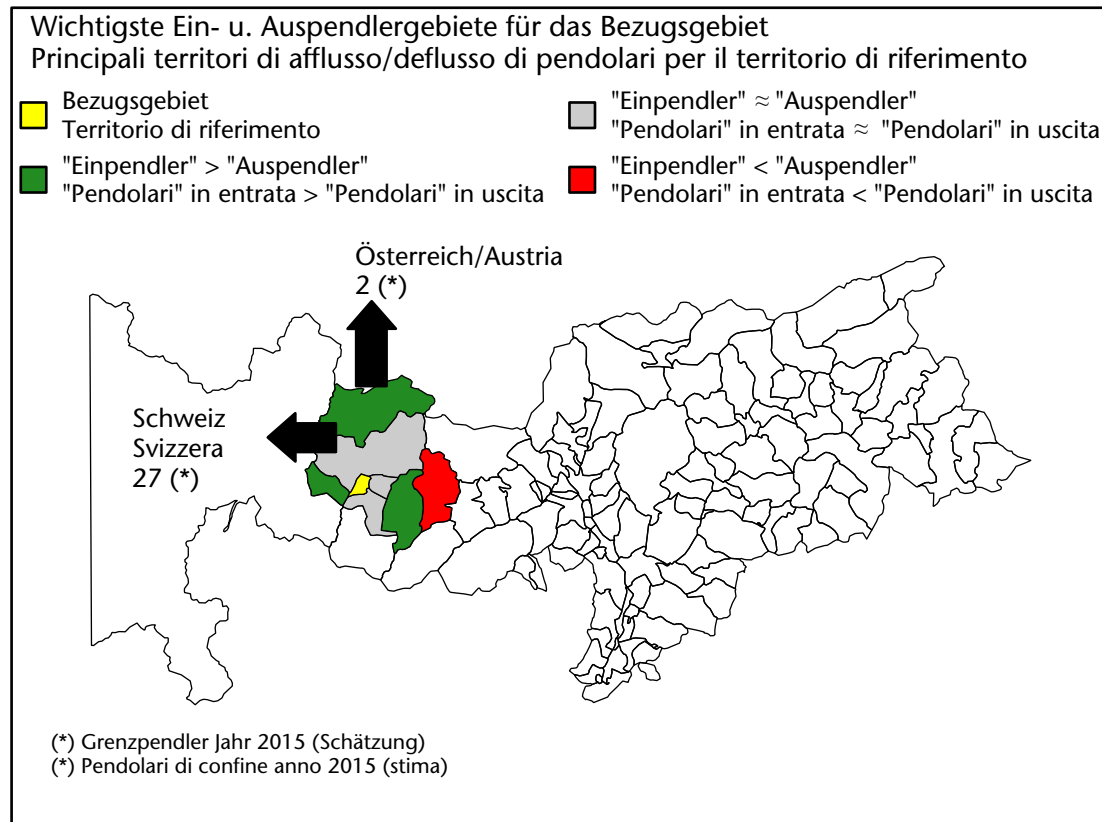 Wichtigste Ein- u. Auspendlergebiete für das Bezugsgebiet
Principali territori di afflusso/deflusso di pendolari per il territorio di riferimento
Bezugsgebiet
Territorio di riferimento
"Einpendler" ≈ "Auspendler"
"Pendolari" in entrata ≈ "Pendolari" in uscita
"Einpendler" > "Auspendler"
"Pendolari" in entrata > "Pendolari" in uscita
"Einpendler" < "Auspendler"
"Pendolari" in entrata < "Pendolari" in uscita
Österreich/Austria
2 (*)
Schweiz
Svizzera
27 (*)
(*) Grenzpendler Jahr 2015 (Schätzung)
(*) Pendolari di confine anno 2015 (stima)